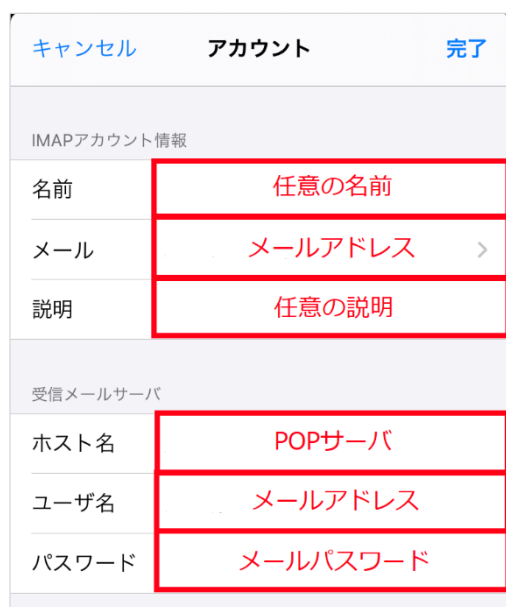 キャンセル アカウント 完了
IMAPアカウント情報
名前 任意の名前
メール メールアドレス
説明 任意の説明
受信メールサーバ
ホスト名 POPサーバ
ユーザ名 メールアドレス
パスワード メールパスワード